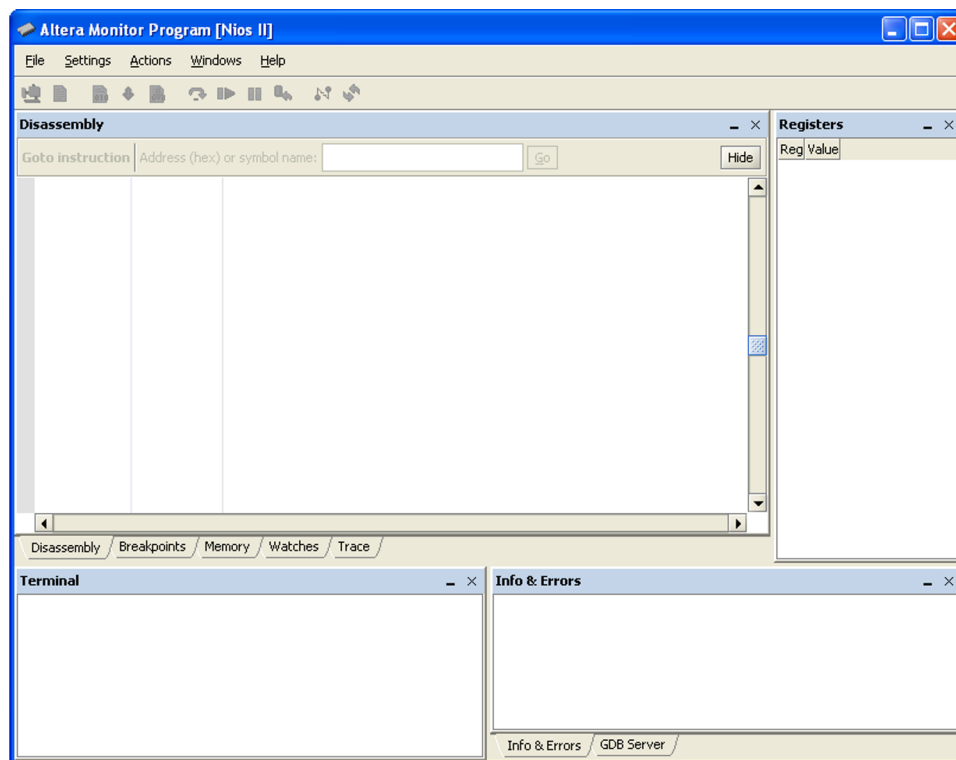 Altera Monitor Program [Nios II]
File Settings Actions Windows Help
Disassembly
Goto instruction Address (hex) or symbol name: Go Hide
Registers
Reg Value
Disassembly Breakpoints Memory Watches Trace
Terminal
Info & Errors
Info & Errors GDB Server